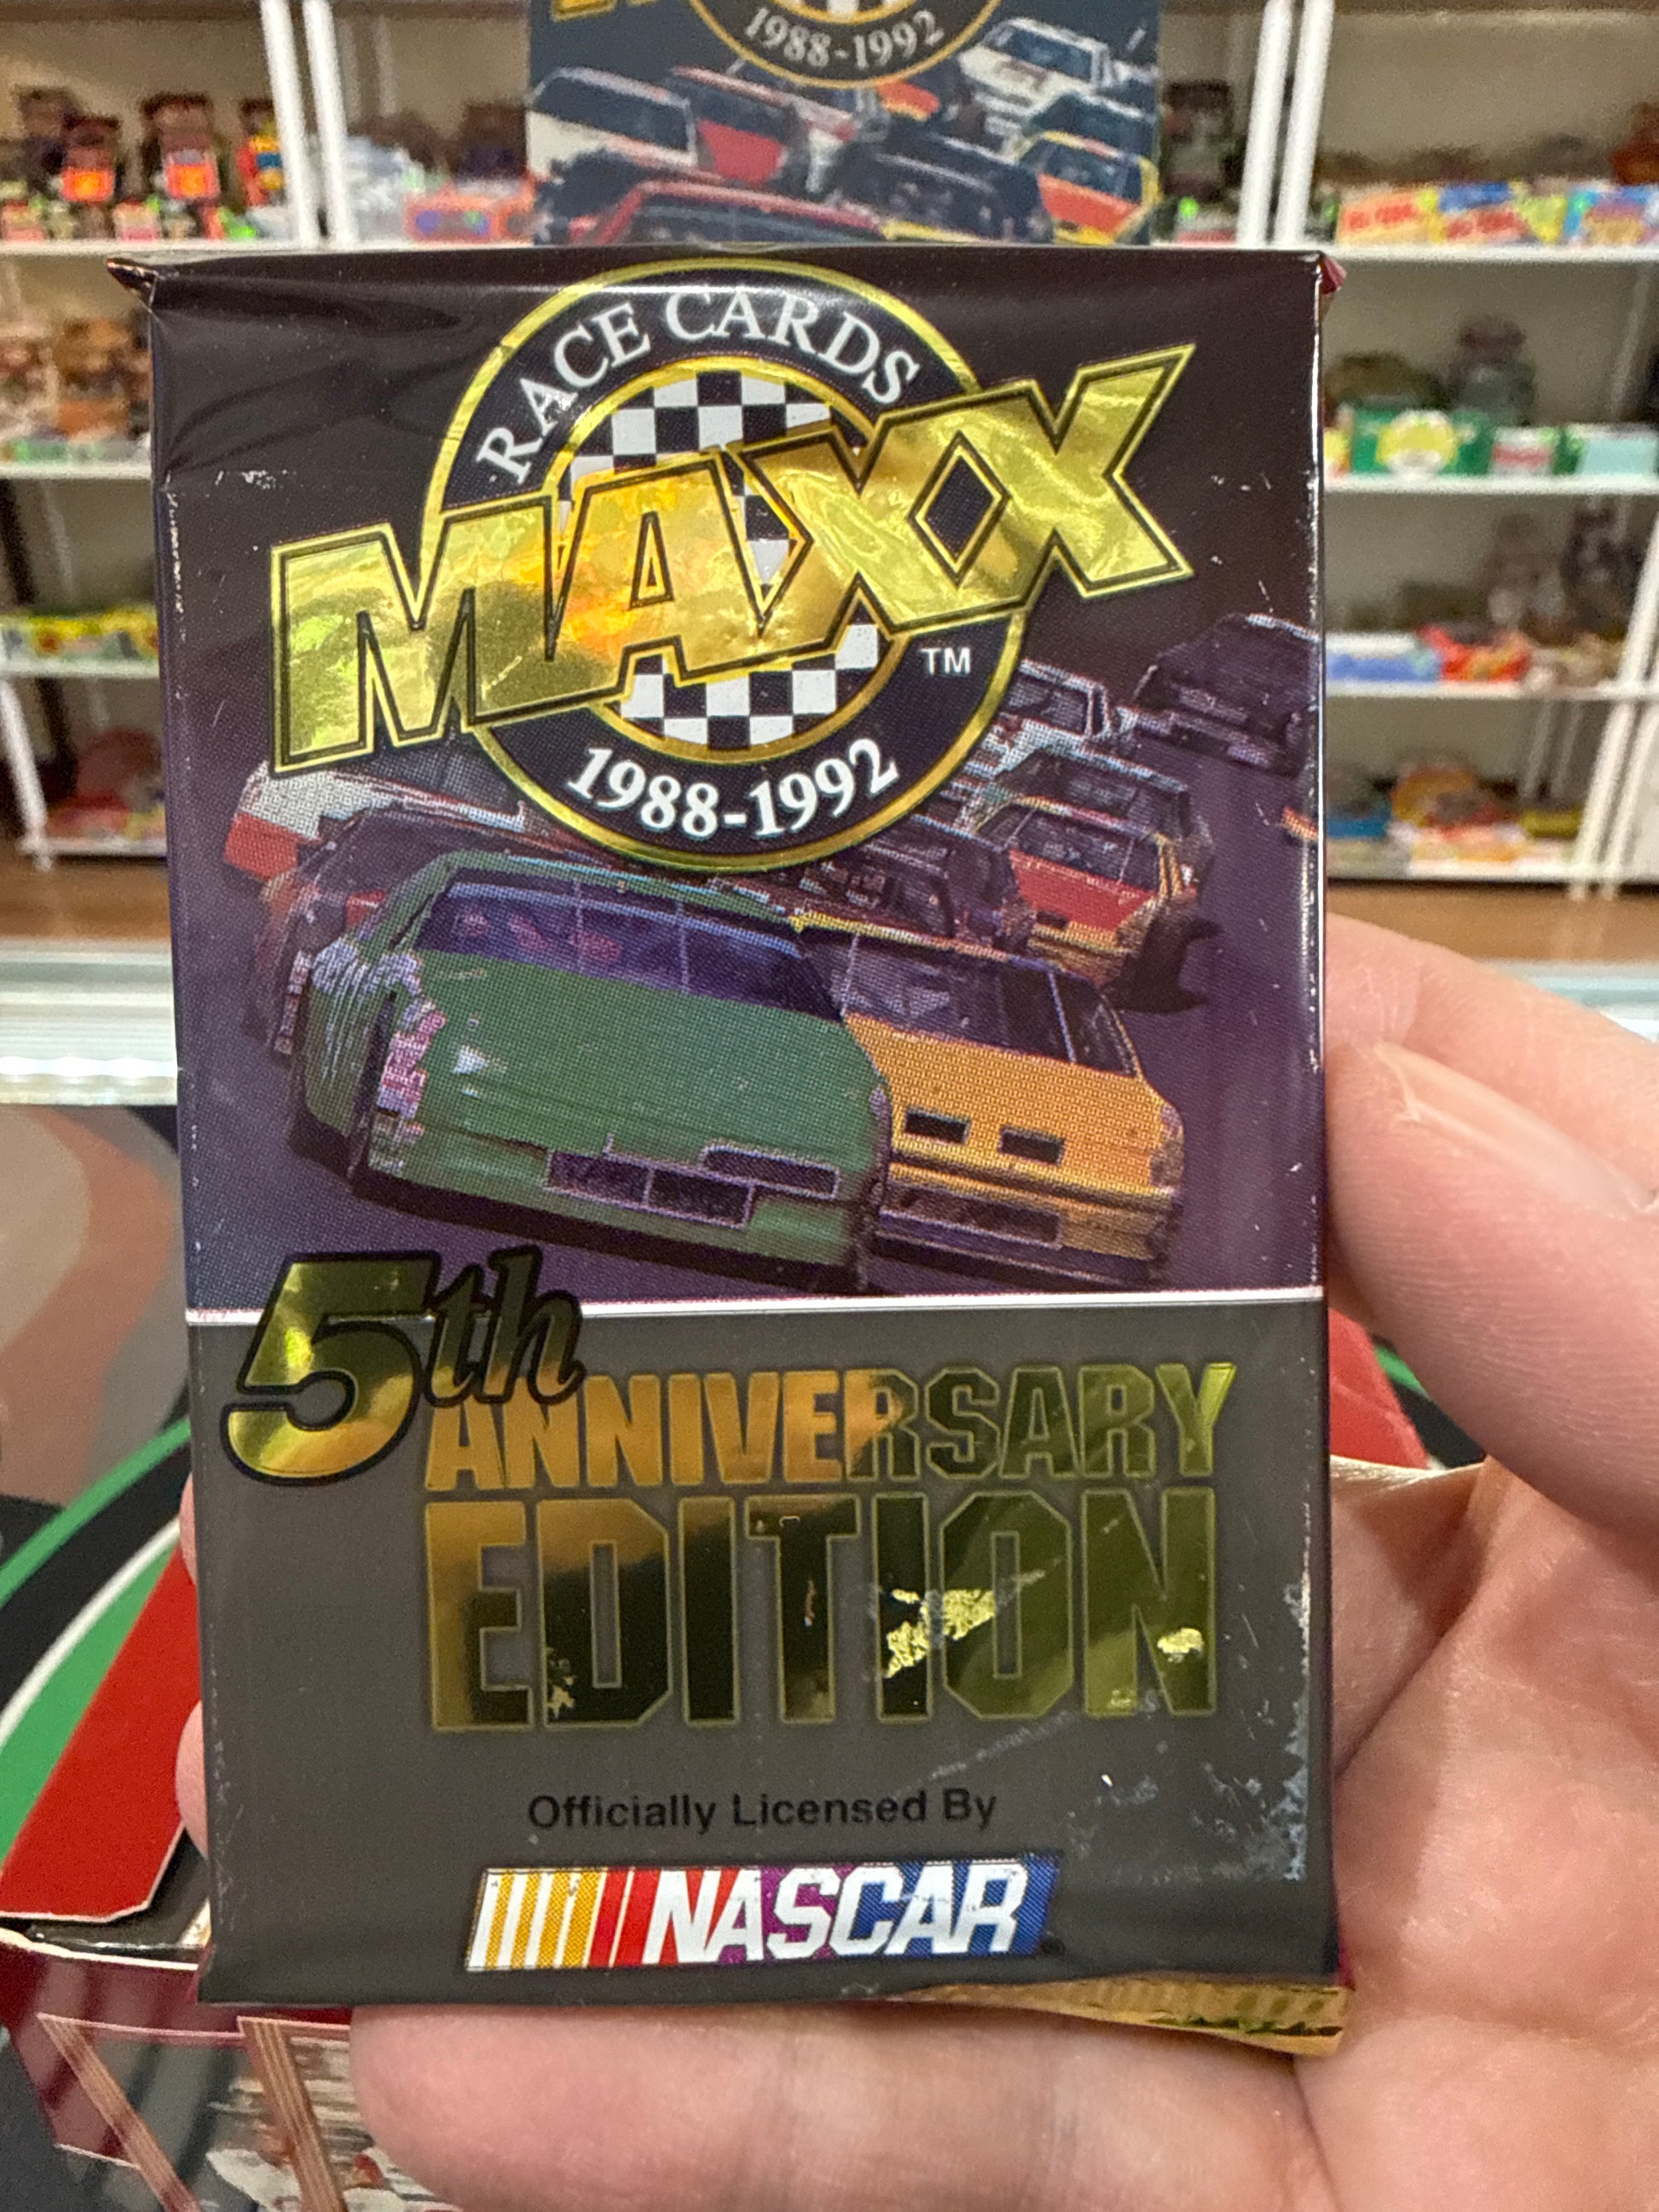 1988-1992
RACE CARDS
MAXX
TM
1988-1992
5th
ANNIVERSARY
EDITION
Officially Licensed By
NASCAR